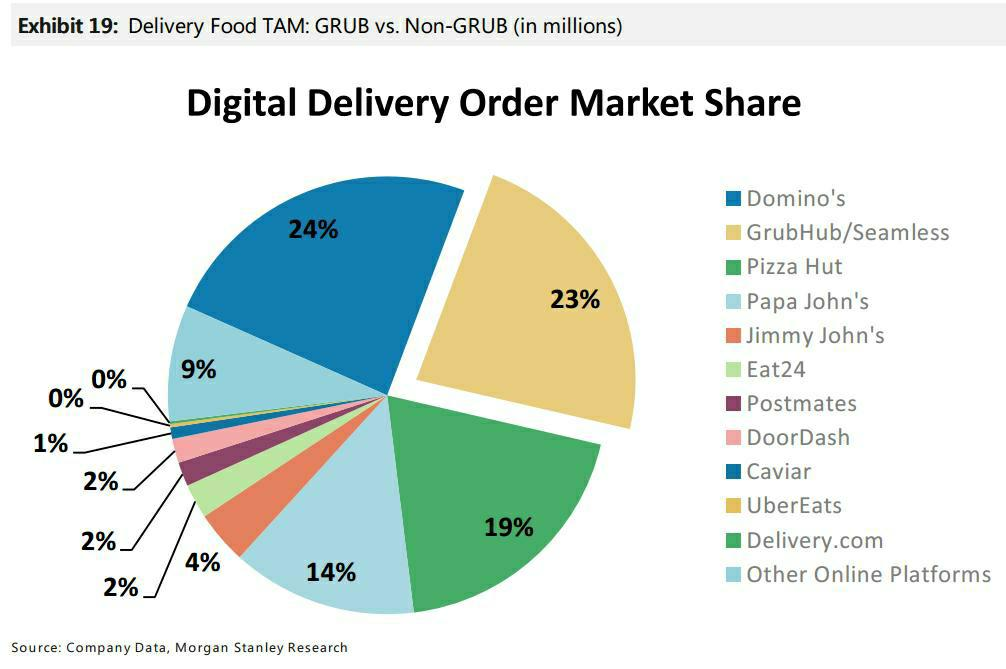 Exhibit 19: Delivery Food TAM: GRUB vs. Non-GRUB (in millions)
Digital Delivery Order Market Share
24%
23%
19%
14%
4%
2%
2%
2%
1%
0%
0%
9%
Domino's
GrubHub/Seamless
Pizza Hut
Papa John's
Jimmy John's
Eat24
Postmates
DoorDash
Caviar
UberEats
Delivery.com
Other Online Platforms
Source: Company Data, Morgan Stanley Research